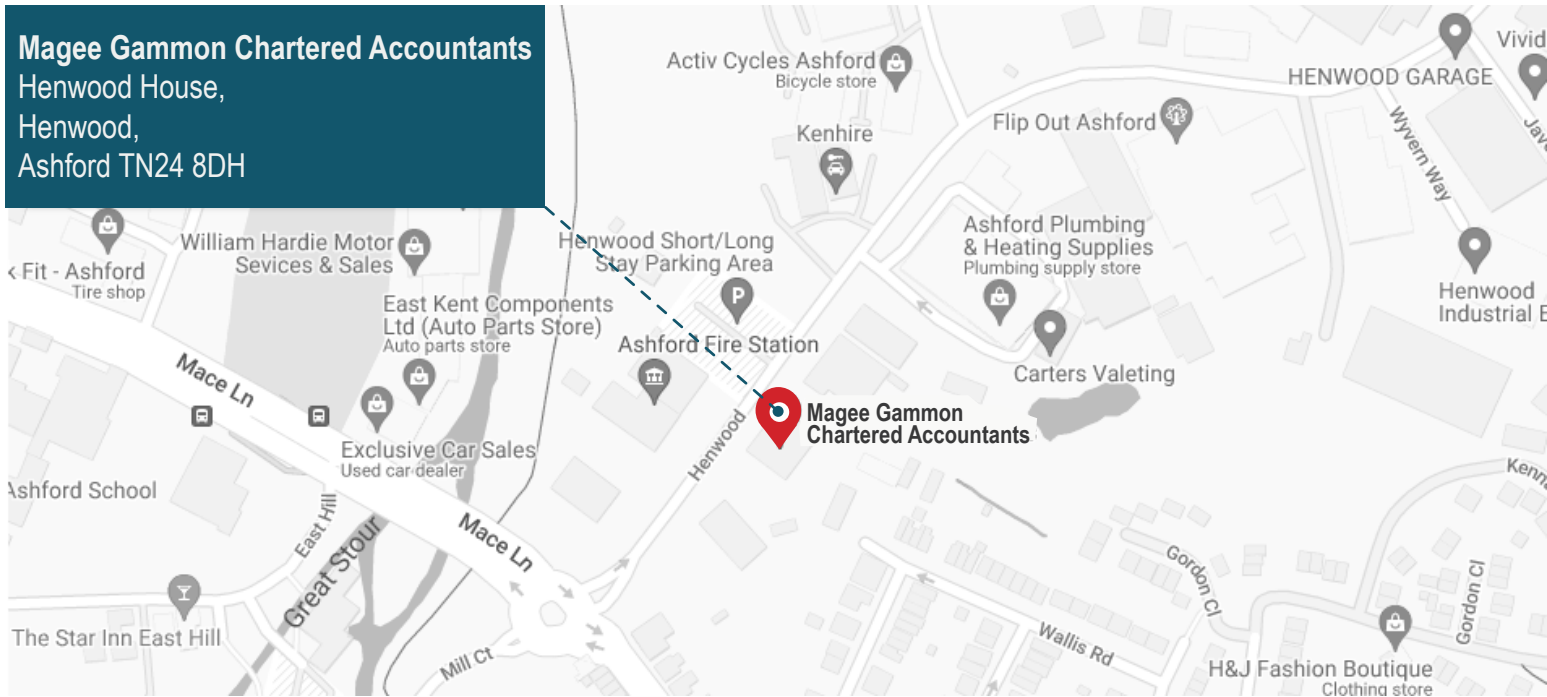 Magee Gammon Chartered Accountants
Henwood House,
Henwood,
Ashford TN24 8DH
Activ Cycles Ashford
Bicycle store
Kenhire
Flip Out Ashford
HENWOOD GARAGE
Vivid
Wyvern Way
William Hardie Motor
Sevices & Sales
k Fit - Ashford
Tire shop
East Kent Components
Ltd (Auto Parts Store)
Auto parts store
Henwood Short/Long
Stay Parking Area
P
Ashford Fire Station
Ashford Plumbing
& Heating Supplies
Plumbing supply store
Henwood
Industrial E
Carters Valeting
Mace Ln
Exclusive Car Sales
Used car dealer
Henwood
Magee Gammon
Chartered Accountants
Ashford School
East Hill
Great Stour
Mace Ln
The Star Inn East Hill
Mill Ct
Wallis Rd
Gordon Cl
Gordon Cl
H&J Fashion Boutique
Clothing store